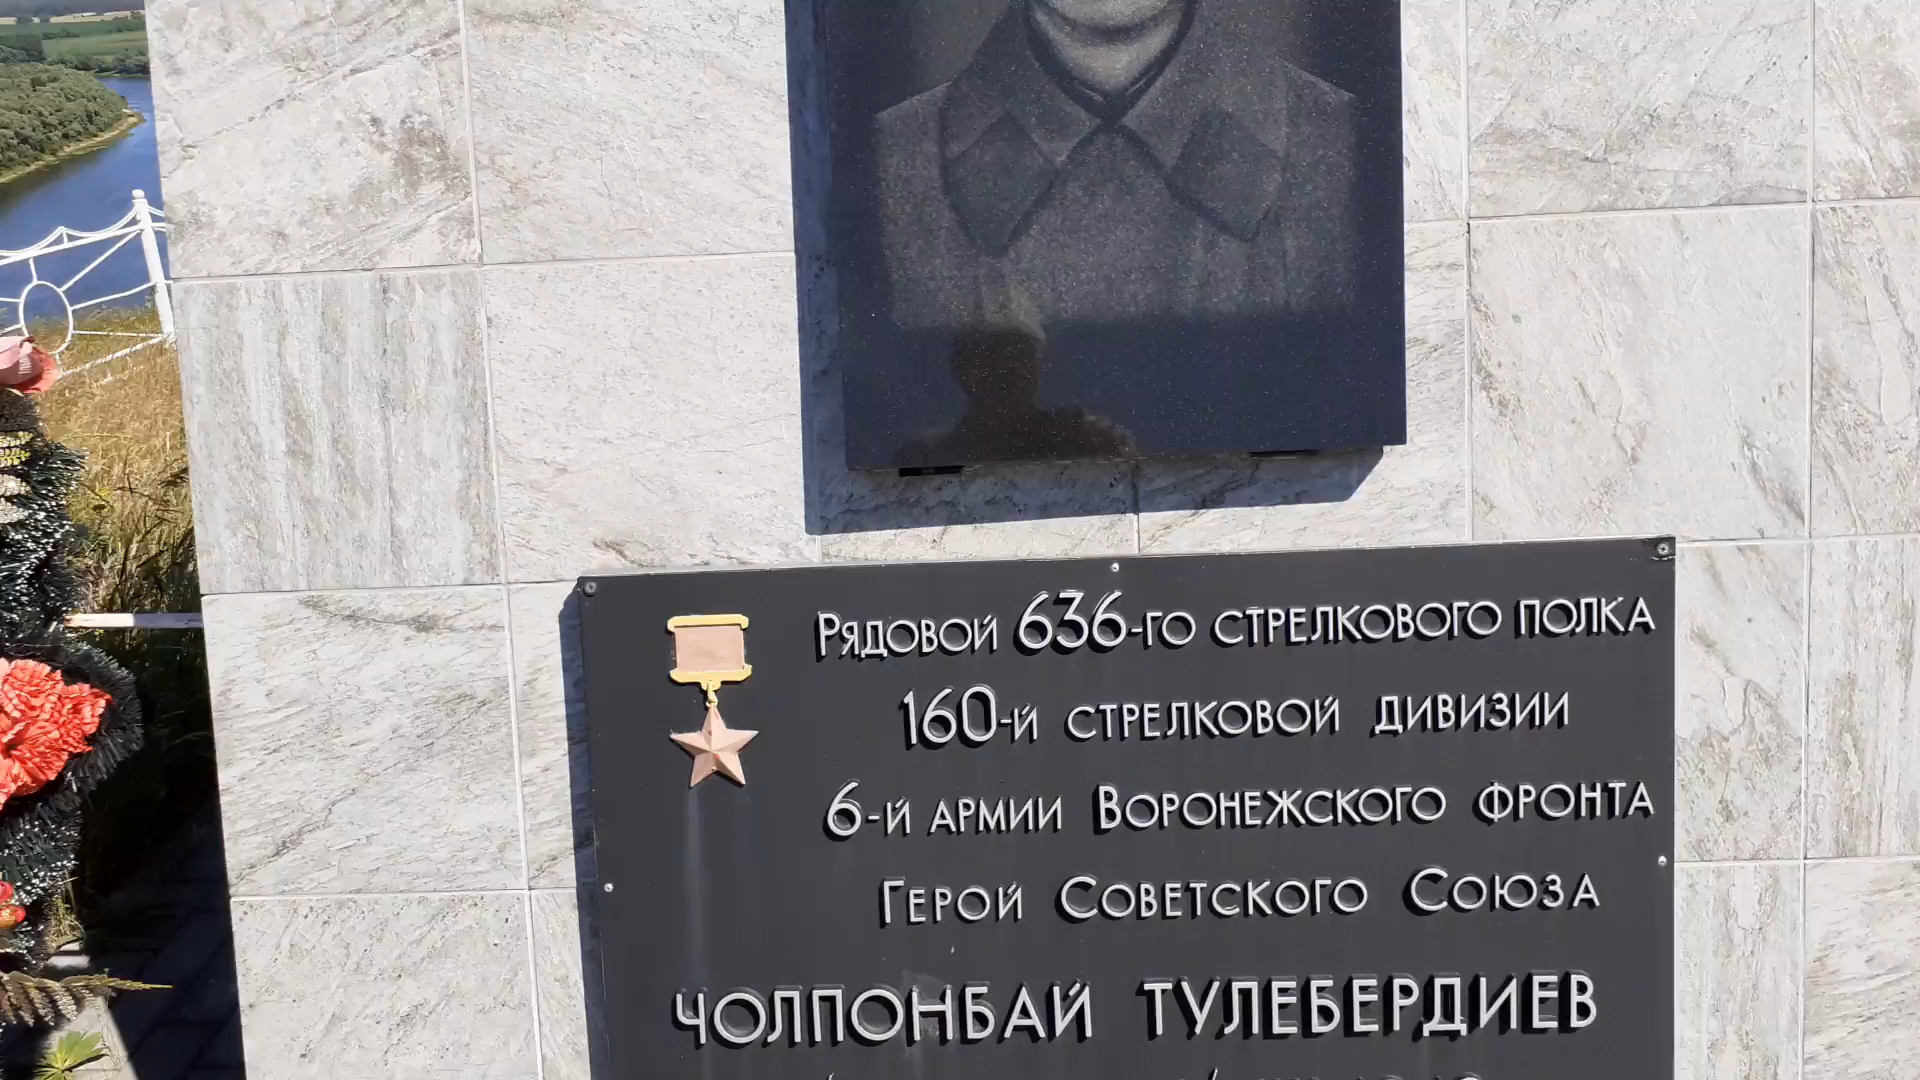 Рядовой 636-го стрелкового полка
160-й стрелковой дивизии
6-й армии Воронежского фронта
Герой Советского Союза
ЧОЛПОНБАЙ ТУЛЕБЕРДИЕВ